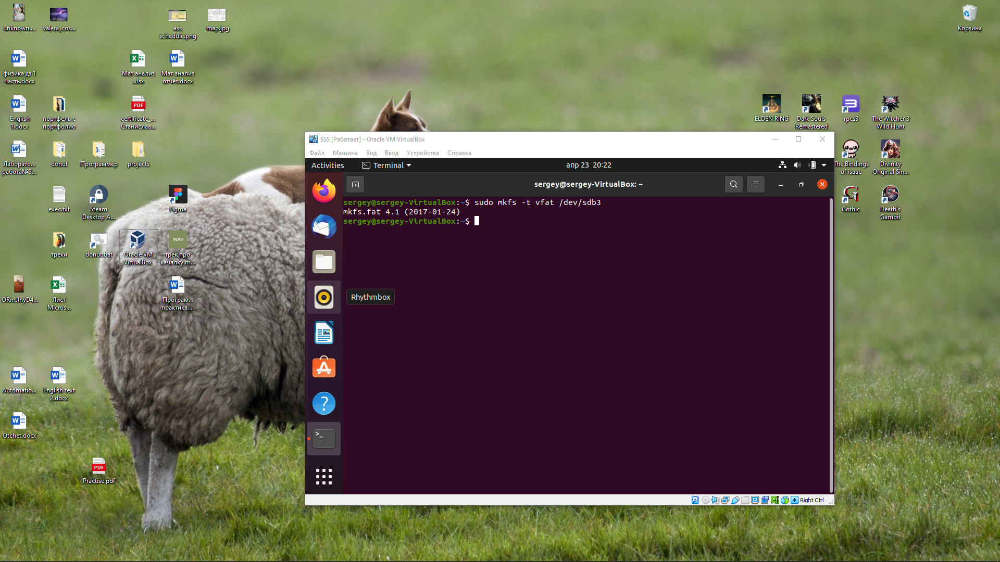 unknown....
valera_cos...
ass
schedule.png
map.jpg
Корзина
физика дз 1
часть.docx
Мат анализ
.xlsx
Мат анализ
отчёт.docx
English
1.docx
портфель с
портфолио
PDF
certificate_...
Станислав...
ELDEN RING
Dark Souls
Remastered
rpcs3
The Witcher 3
Wild Hunt
Лаборато...
работа№3...
donut
Программер
projects
The Bindings
of isaac
Divinity
Original Sin...
exec.txt
Steam
Desktop A...
Figma
Gothic
Death's
Gambit
треки
donut.bat
Oracle VM
VirtualBox
WAV
трек про
качалку.m...
ORmJlnyD4...
Лист
Micros...
Програм...
практика....
Automatio...
English text
2.docx
Otchet.docx
PDF
Practise.pdf
SSS [Работает] - Oracle VM VirtualBox
Файл Машина Вид Ввод Устройства Справка
Activities
Terminal
апр 23 20:22
sergey@sergey-VirtualBox: ~
sergey@sergey-VirtualBox:~$ sudo mkfs -t vfat /dev/sdb3
mkfs.fat 4.1 (2017-01-24)
sergey@sergey-VirtualBox:~$
Rhythmbox
Right Ctrl